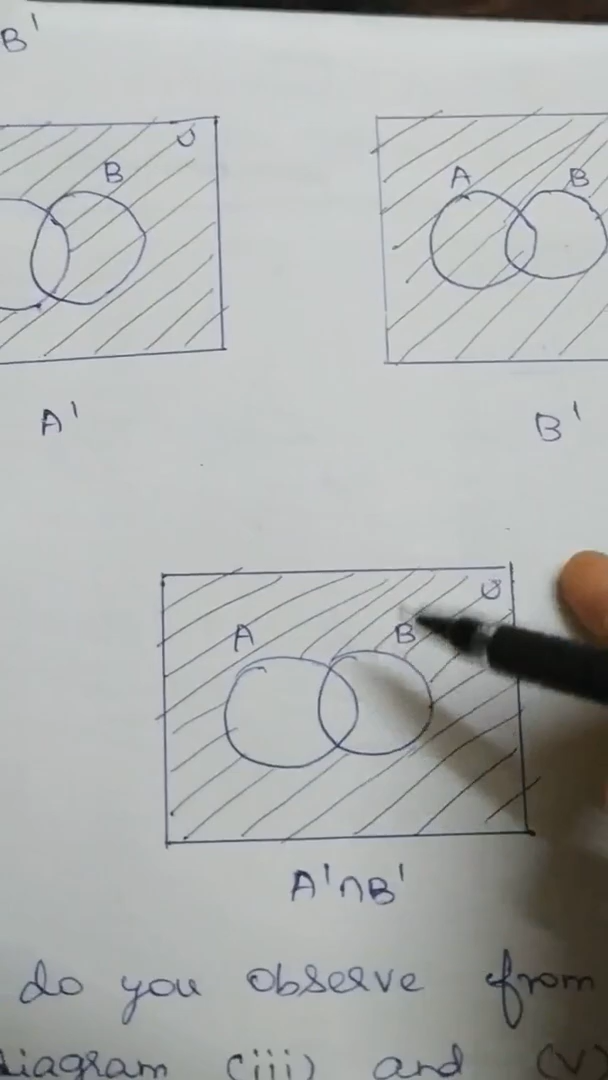 B'
U
B
A B
A'
B'
U
A B
A'∩B'
do you observe from
diagram (iii) and (v)